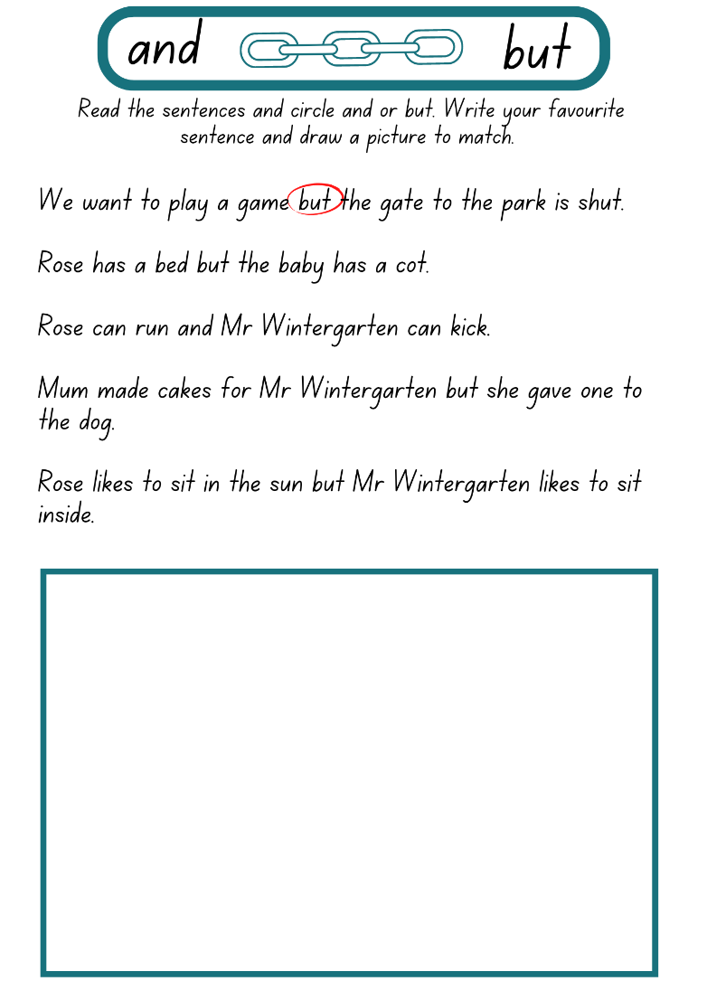 and but
Read the sentences and circle and or but. Write your favourite
sentence and draw a picture to match.
We want to play a game but the gate to the park is shut.
Rose has a bed but the baby has a cot.
Rose can run and Mr Wintergarten can kick.
Mum made cakes for Mr Wintergarten but she gave one to
the dog.
Rose likes to sit in the sun but Mr Wintergarten likes to sit
inside.